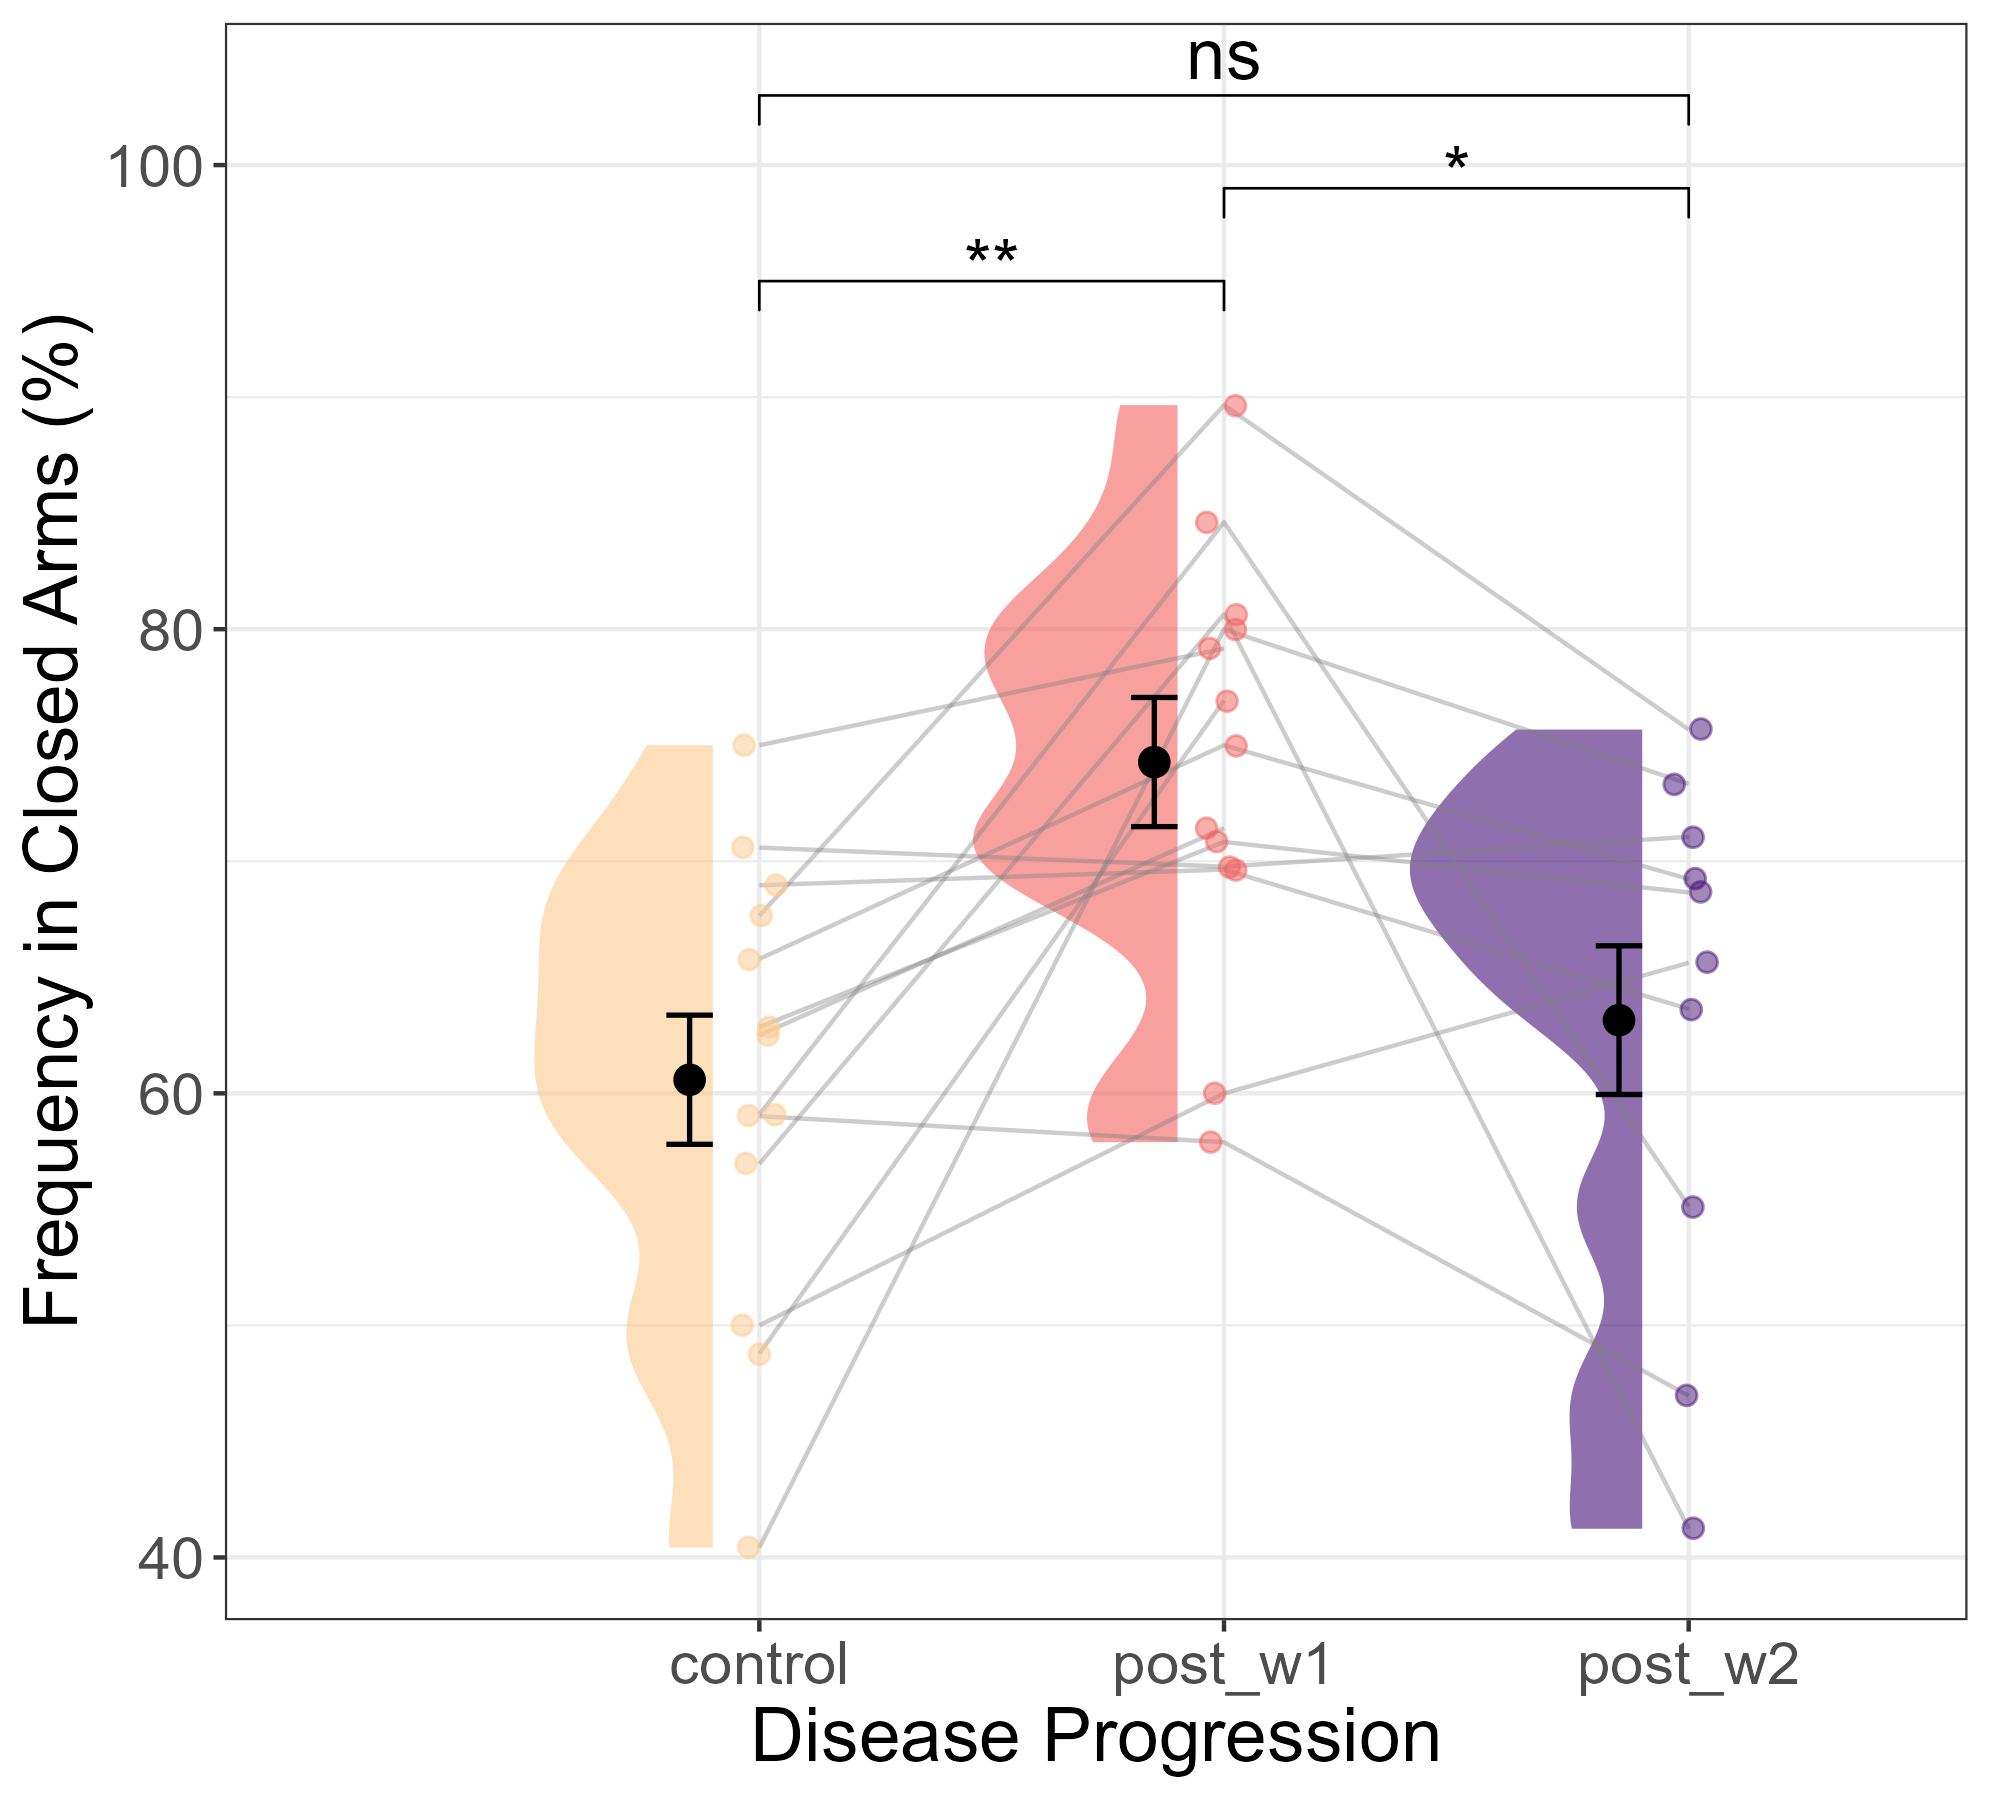 ns
*
**
100
80
60
40
Frequency in Closed Arms (%)
control post_w1 post_w2
Disease Progression